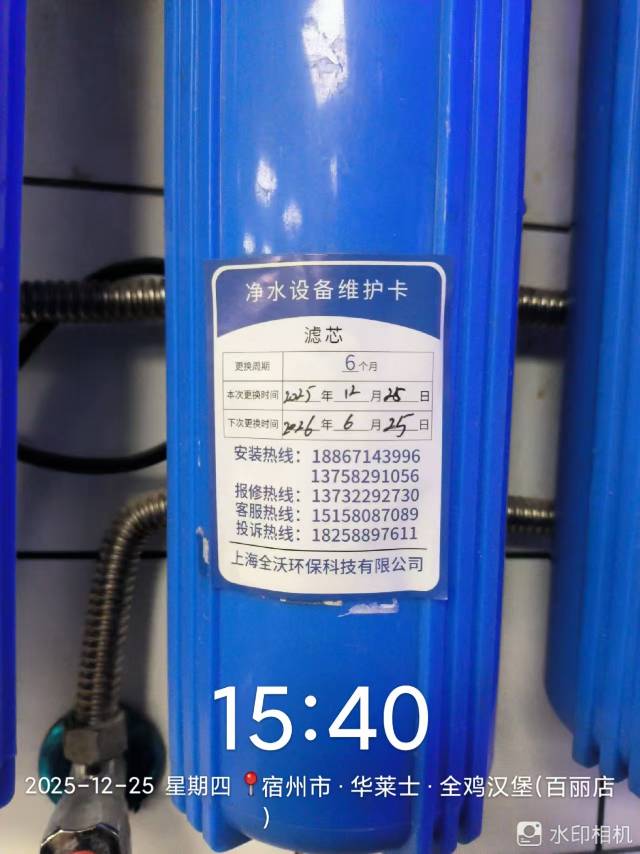 净水设备维护卡
滤芯
更换周期 6个月
本次更换时间 2025年12月25日
下次更换时间 2026年6月25日
安装热线：18867143996
13758291056
报修热线：13732292730
客服热线：15158087089
投诉热线：18258897611
上海全沃环保科技有限公司
15:40
2025-12-25 星期四 📍宿州市·华莱士·全鸡汉堡(百丽店
)
水印相机